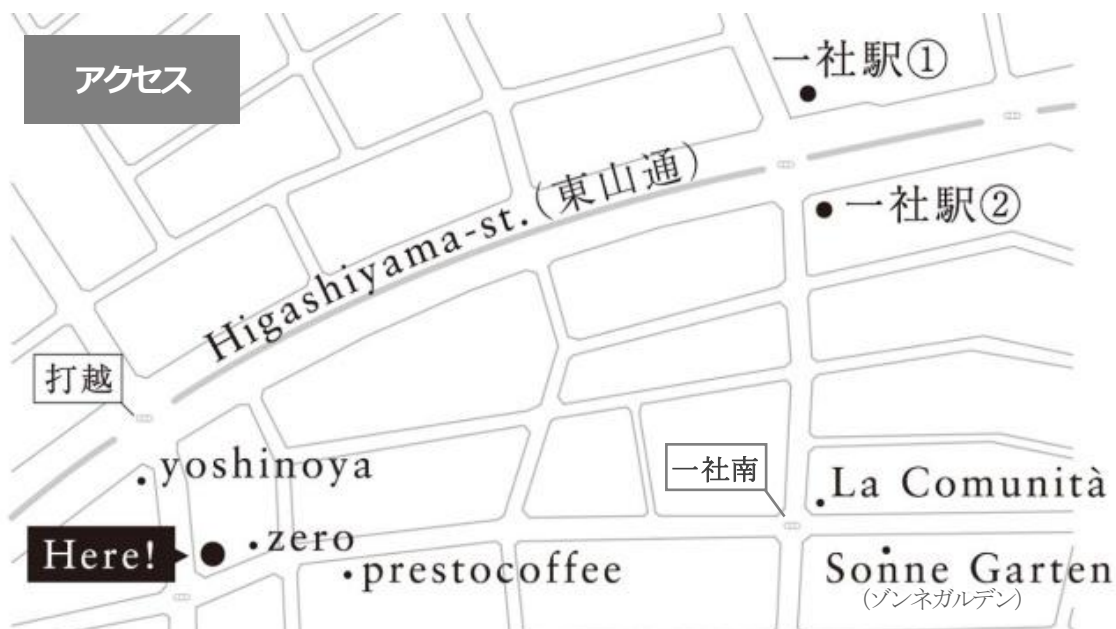 アクセス
一社駅①
一社駅②
Higashiyama-st.(東山通)
打越
yoshinoya
一社南
La Comunità
Here!
zero
prestocoffee
Sonne Garten
(ゾンネガルデン)